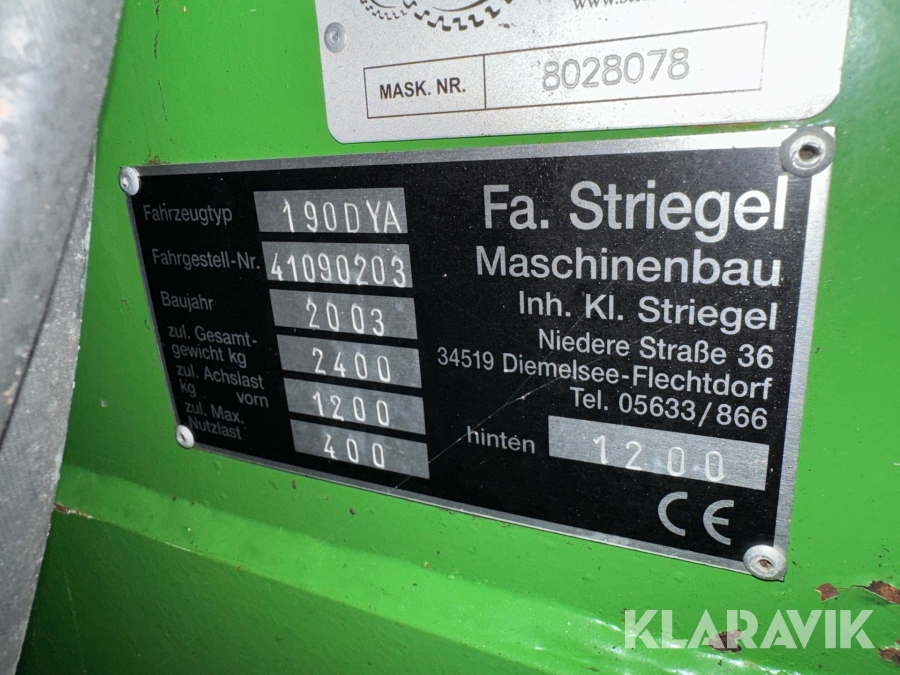 MASK. NR. 8028078
Fa. Striegel
Maschinenbau
Inh. Kl. Striegel
Niedere Straße 36
34519 Diemelsee-Flechtdorf
Tel. 05633/866
Fahrzeugtyp 190DYA
Fahrgestell-Nr. 41090203
Baujahr 2003
zul. Gesamt-
gewicht kg 2400
zul. Achslast
kg vorn 1200
hinten 1200
zul. Max.
Nutzlast 400
CE
KLARAVIK